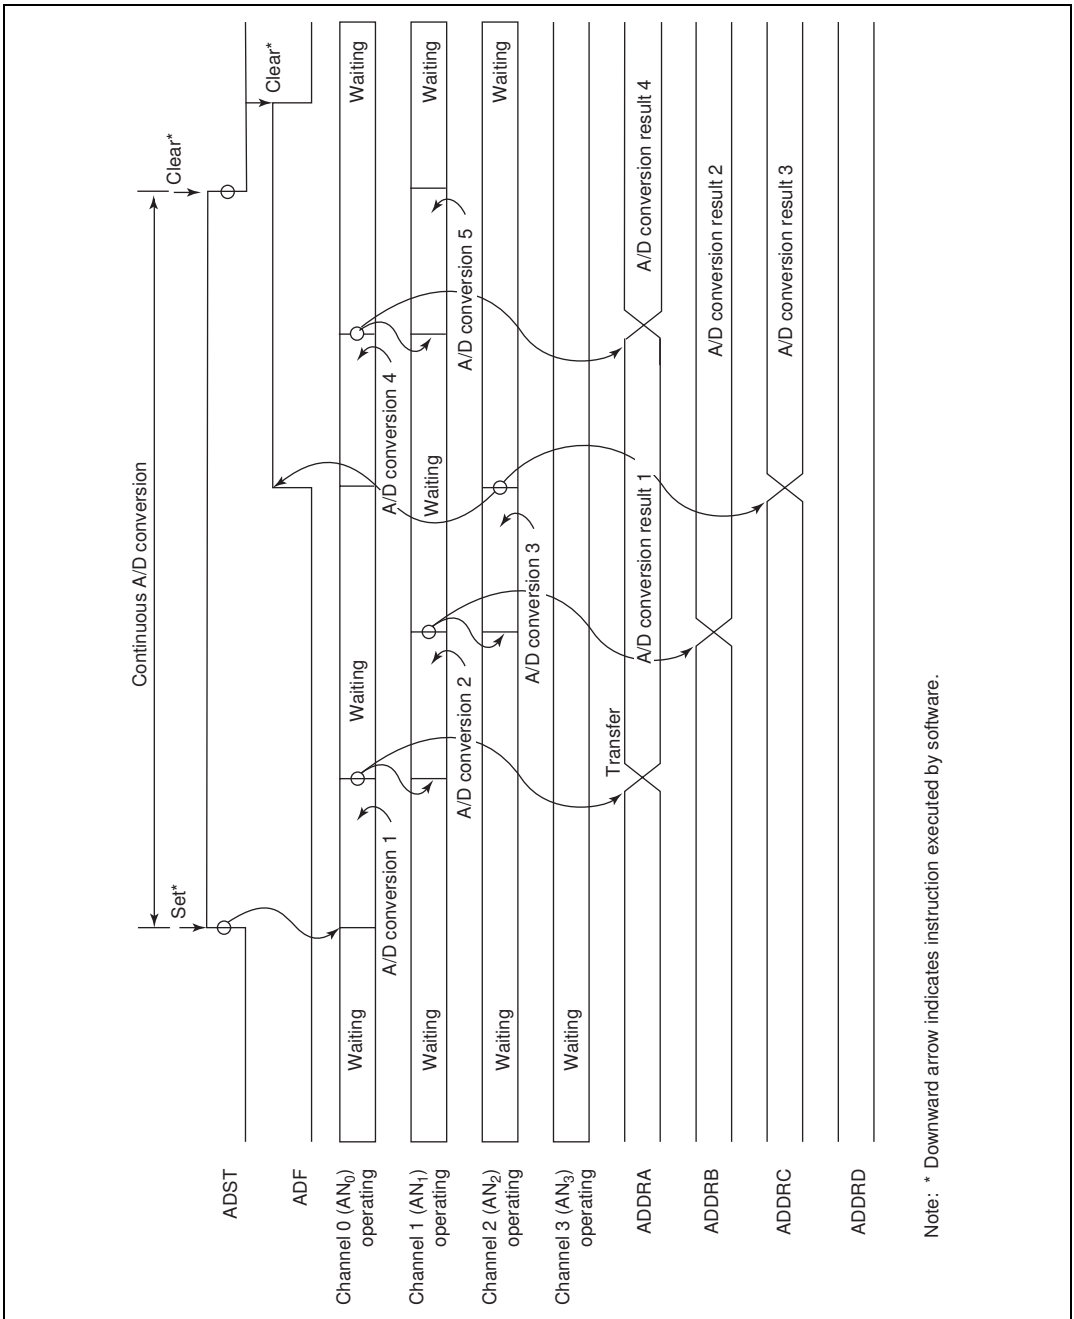 Continuous A/D conversion
Set*
Clear*
Clear*
ADST
ADF
Channel 0 (AN0)
operating
Waiting
A/D conversion 1
Waiting
A/D conversion 4
Waiting
Channel 1 (AN1)
operating
Waiting
A/D conversion 2
Waiting
A/D conversion 5
Waiting
Channel 2 (AN2)
operating
Waiting
A/D conversion 3
Waiting
Channel 3 (AN3)
operating
Waiting
Transfer
ADDRA
A/D conversion result 1
A/D conversion result 4
ADDRB
A/D conversion result 2
ADDRC
A/D conversion result 3
ADDRD
Note: * Downward arrow indicates instruction executed by software.